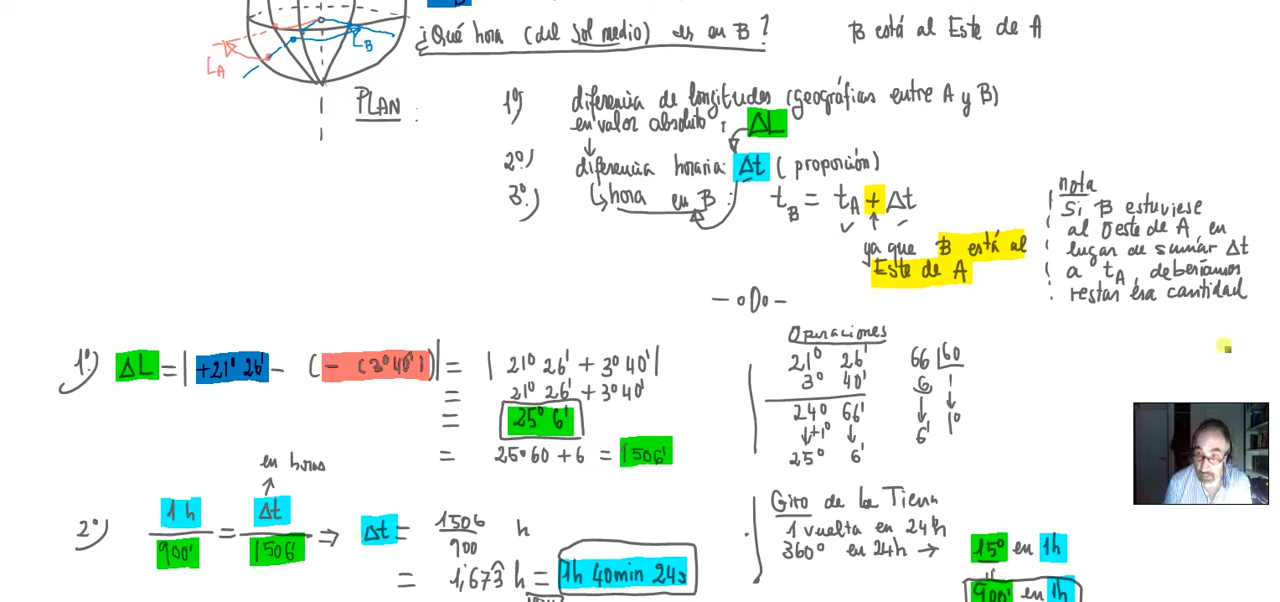 ¿Qué hora (del Sol medio) es en B?
B está al Este de A
L_A
L_B
PLAN:
1º) diferencia de longitudes (geográficas entre A y B)
en valor absoluto: ΔL
2º) diferencia horaria: Δt (proporción)
3º) hora en B: t_B = t_A + Δt
ya que B está al
Este de A
nota
Si B estuviese
al Oeste de A, en
lugar de sumar Δt
a t_A, deberíamos
restar esa cantidad
1º) ΔL = |+21º 26' - (-(3º 40'))| = |21º 26' + 3º 40'|
= 21º 26' + 3º 40'
= 25º 6'
= 25·60 + 6 = 1506'
Operaciones
21º 26'
3º 40'
24º 66'
↓+1º ↓
25º 6'
66 | 60
6 1
↓ ↓
6' 1º
en horas
2º) 1h/900' = Δt/1506' ⇒ Δt = 1506/900 h
= 1,673̂ h = 1h 40min 24s
Giro de la Tierra
1 vuelta en 24h
360º en 24h → 15º en 1h
900' en 1h